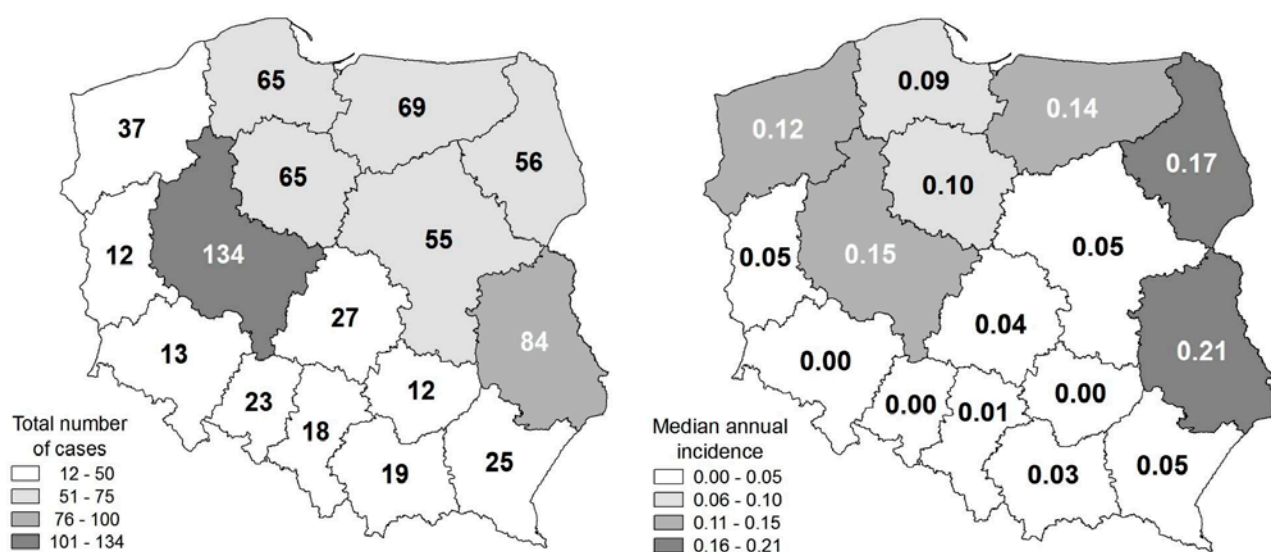 65
37
69
56
65
12
134
55
27
84
13
12
23
18
25
19
Total number
of cases
12 - 50
51 - 75
76 - 100
101 - 134
0.09
0.12
0.14
0.17
0.10
0.05
0.15
0.05
0.04
0.21
0.00
0.00
0.00
0.01
0.05
0.03
Median annual
incidence
0.00 - 0.05
0.06 - 0.10
0.11 - 0.15
0.16 - 0.21